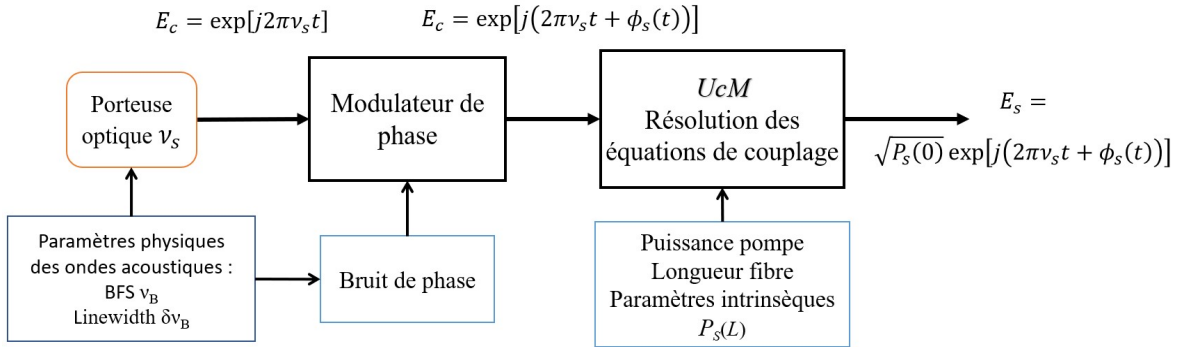 E_c = exp[j2πν_s t]
E_c = exp[j(2πν_s t + ϕ_s(t))]
Porteuse
optique ν_s
Modulateur de
phase
UcM
Résolution des
équations de couplage
E_s =
√P_s(0) exp[j(2πν_s t + ϕ_s(t))]
Paramètres physiques
des ondes acoustiques :
BFS ν_B
Linewidth δν_B
Bruit de phase
Puissance pompe
Longueur fibre
Paramètres intrinsèques
P_S(L)